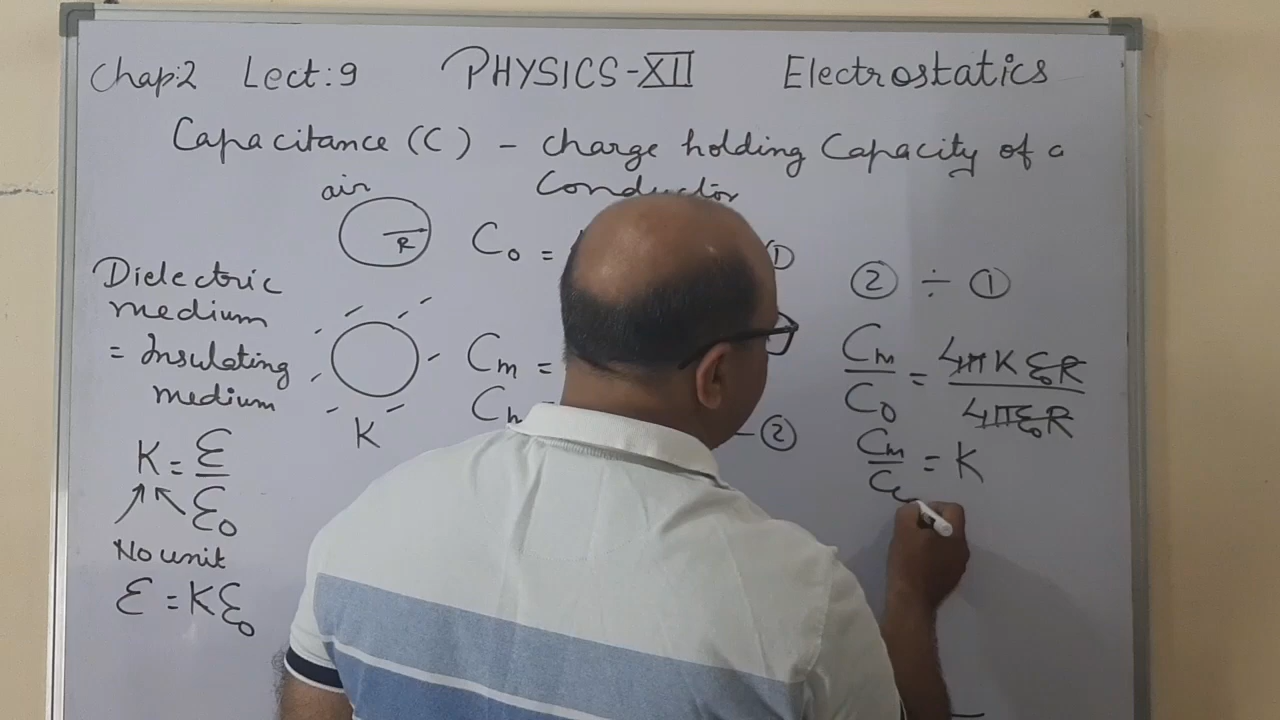 Chap:2 Lect:9 PHYSICS-XII Electrostatics
Capacitance (C) - charge holding Capacity of a
Conductor
air
R
C₀ =
①
② ÷ ①
Dielectric
medium
= Insulating
medium
K
Cm =
②
Cm/C₀ = 4πKε₀R/4πε₀R
Cm/ = K
K = ε/ε₀
No unit
ε = Kε₀